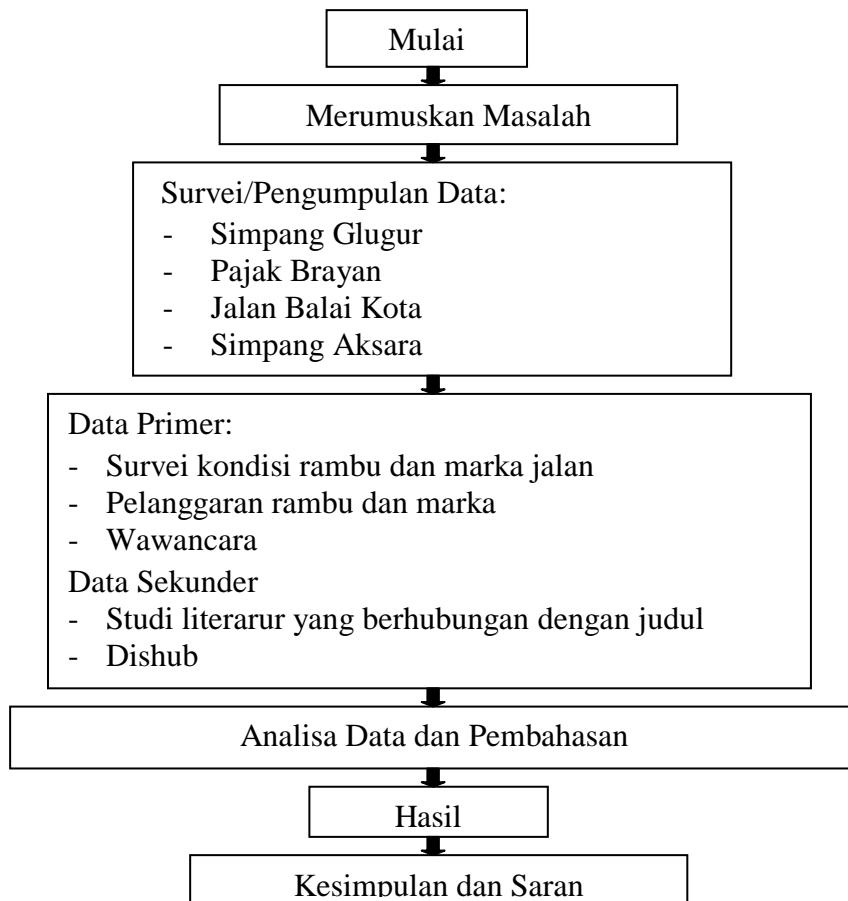 Mulai
Merumuskan Masalah
Survei/Pengumpulan Data:
- Simpang Glugur
- Pajak Brayan
- Jalan Balai Kota
- Simpang Aksara
Data Primer:
- Survei kondisi rambu dan marka jalan
- Pelanggaran rambu dan marka
- Wawancara
Data Sekunder
- Studi literarur yang berhubungan dengan judul
- Dishub
Analisa Data dan Pembahasan
Hasil
Kesimpulan dan Saran